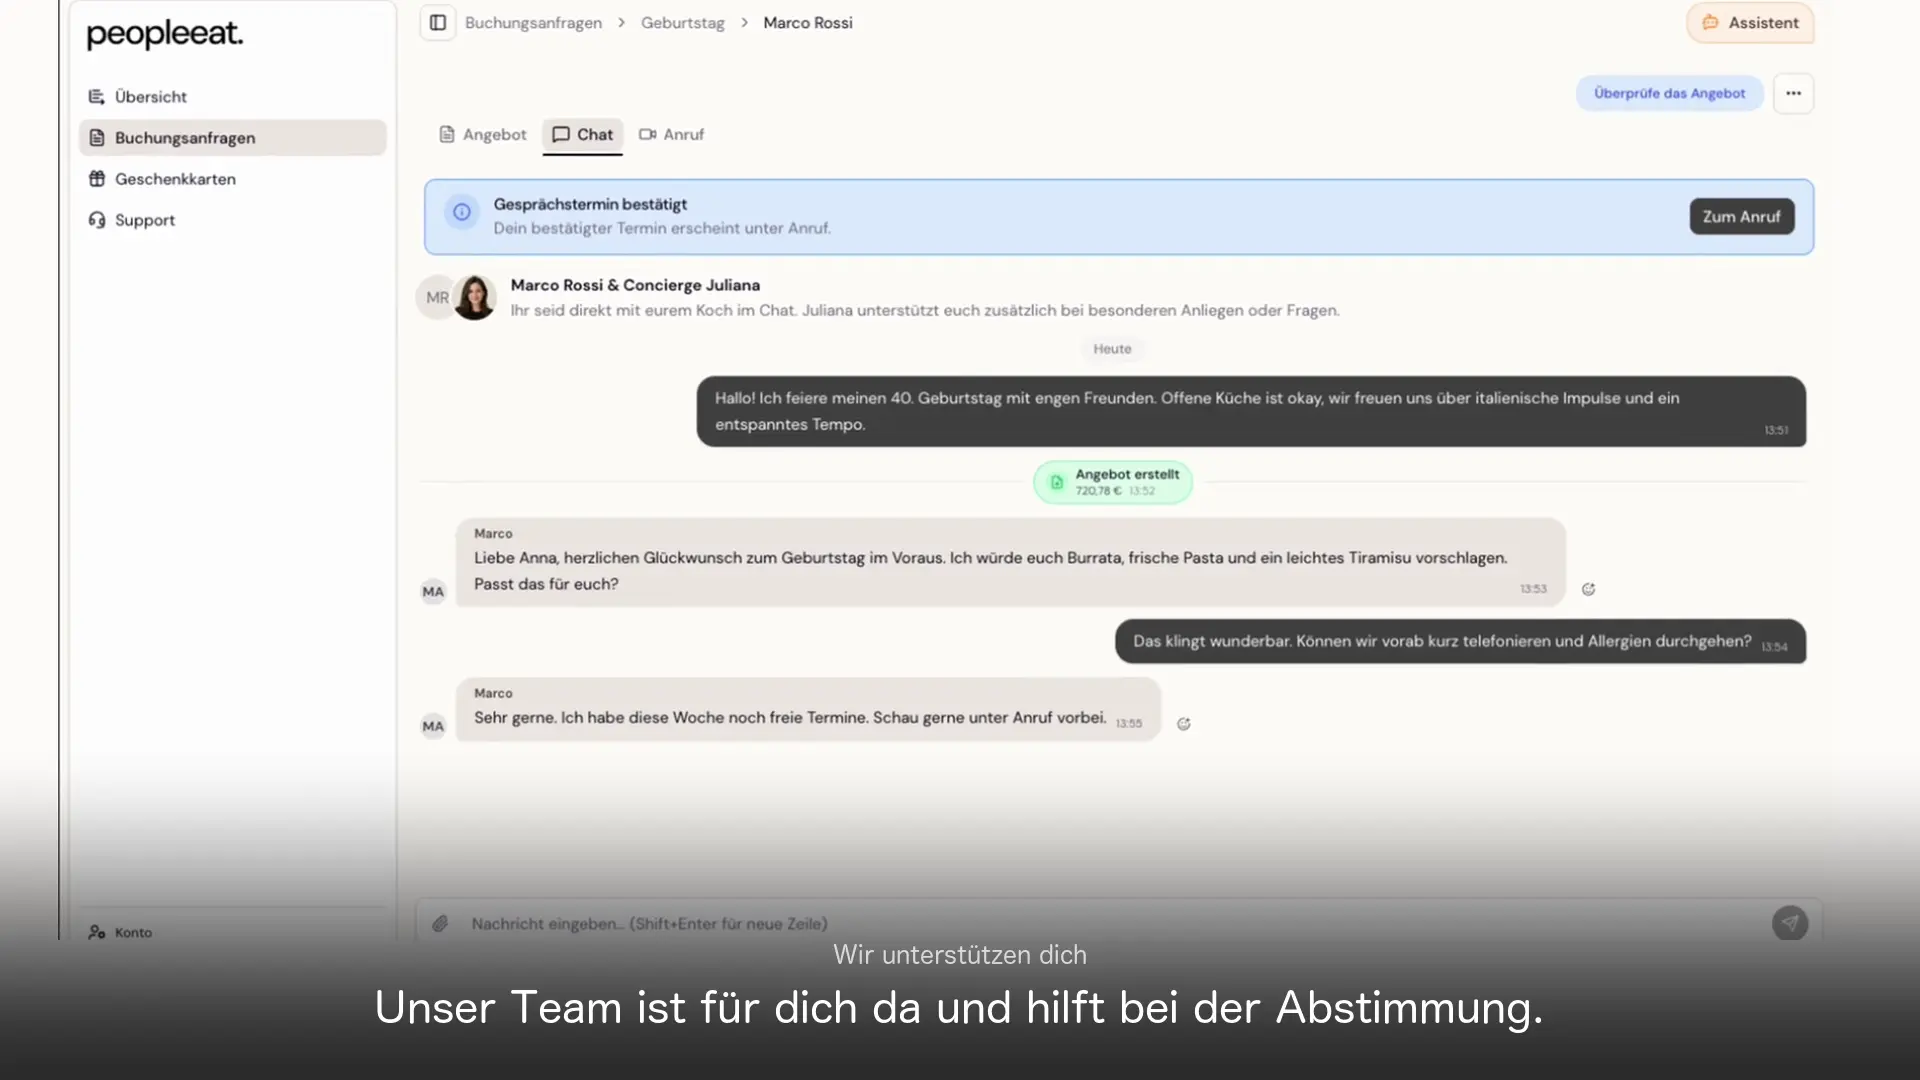 peopleeat.
Übersicht
Buchungsanfragen
Geschenkkarten
Support
Konto
Buchungsanfragen > Geburtstag > Marco Rossi
Assistent
Überprüfe das Angebot
Angebot
Chat
Anruf
Gesprächstermin bestätigt
Dein bestätigter Termin erscheint unter Anruf.
Zum Anruf
MR
Marco Rossi & Concierge Juliana
Ihr seid direkt mit eurem Koch im Chat. Juliana unterstützt euch zusätzlich bei besonderen Anliegen oder Fragen.
Heute
Hallo! Ich feiere meinen 40. Geburtstag mit engen Freunden. Offene Küche ist okay, wir freuen uns über italienische Impulse und ein
entspanntes Tempo.
13:51
Angebot erstellt
720,78 € 13:52
Marco
Liebe Anna, herzlichen Glückwunsch zum Geburtstag im Voraus. Ich würde euch Burrata, frische Pasta und ein leichtes Tiramisu vorschlagen.
Passt das für euch?
13:53
MA
Das klingt wunderbar. Können wir vorab kurz telefonieren und Allergien durchgehen? 13:54
Marco
Sehr gerne. Ich habe diese Woche noch freie Termine. Schau gerne unter Anruf vorbei. 13:55
MA
Nachricht eingeben... (Shift+Enter für neue Zeile)
Wir unterstützen dich
Unser Team ist für dich da und hilft bei der Abstimmung.